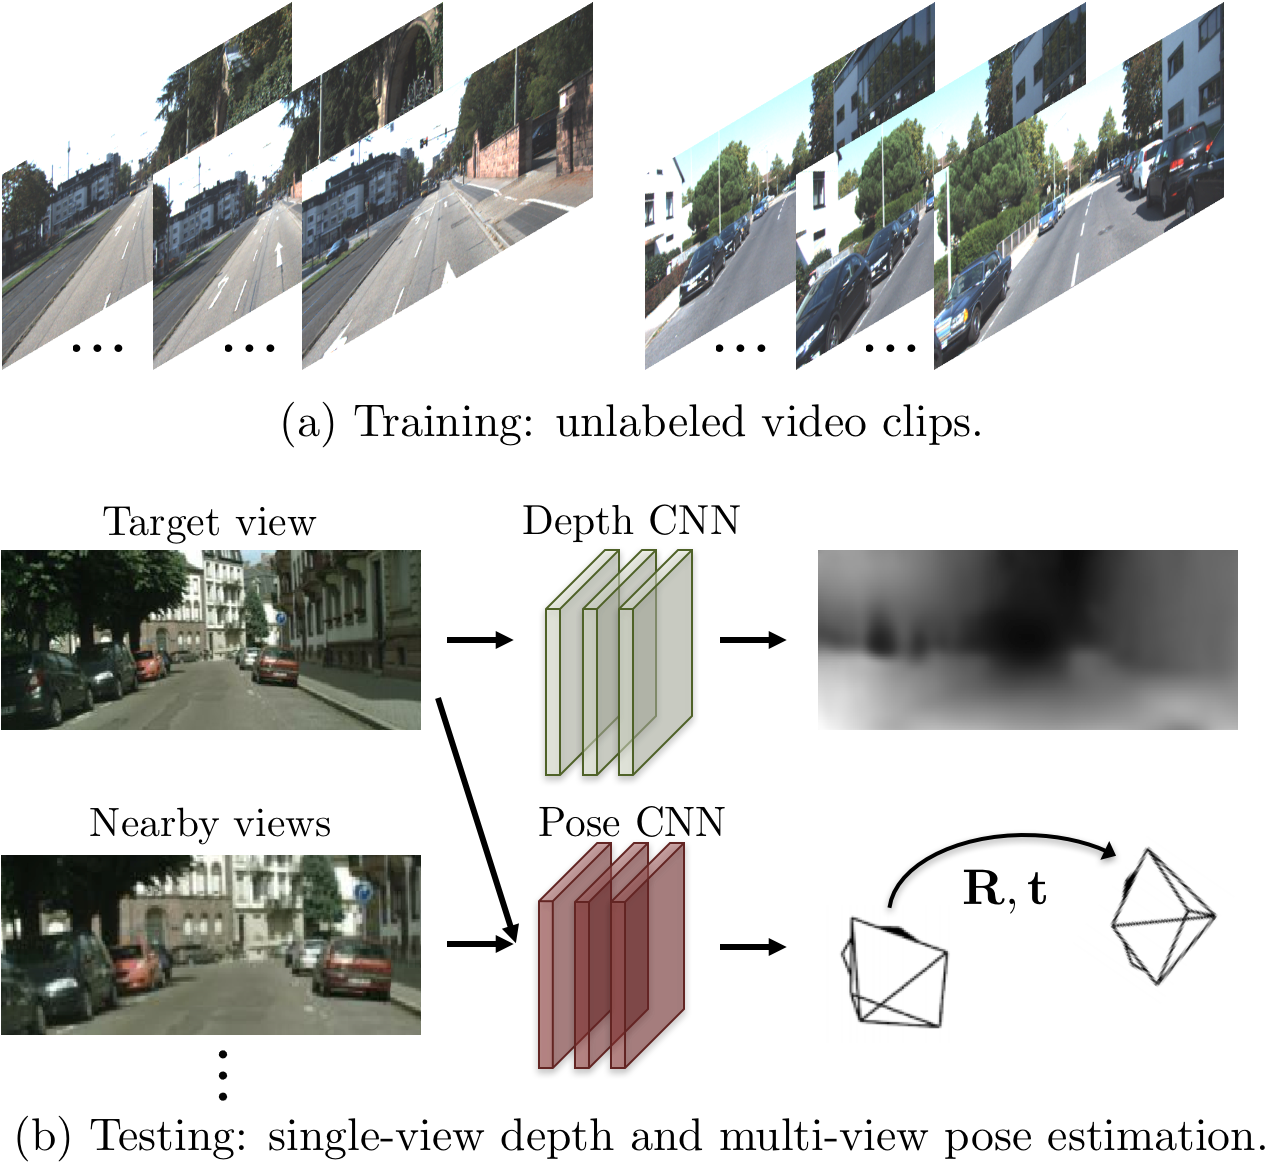 ... ... ... ...
(a) Training: unlabeled video clips.
Target view
Depth CNN
Nearby views
Pose CNN
R, t
(b) Testing: single-view depth and multi-view pose estimation.